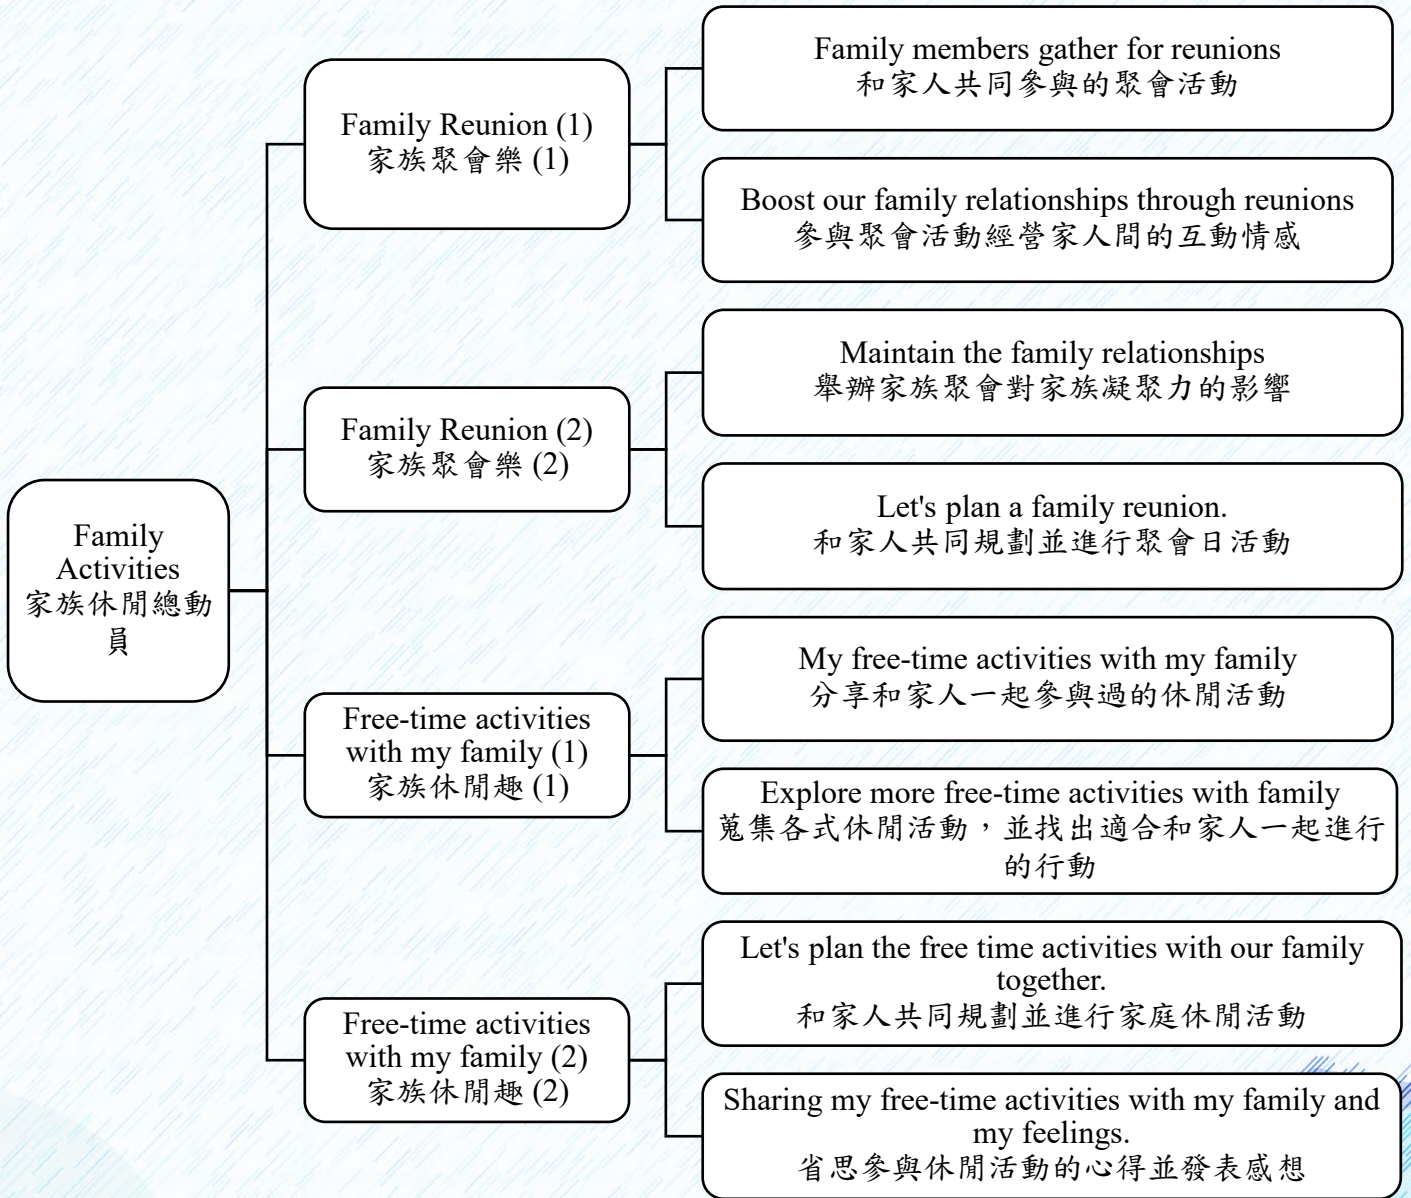 Family
Activities
家族休閒總動
員
Family Reunion (1)
家族聚會樂 (1)
Family members gather for reunions
和家人共同參與的聚會活動
Boost our family relationships through reunions
參與聚會活動經營家人間的互動情感
Family Reunion (2)
家族聚會樂 (2)
Maintain the family relationships
舉辦家族聚會對家族凝聚力的影響
Let's plan a family reunion.
和家人共同規劃並進行聚會日活動
Free-time activities
with my family (1)
家族休閒趣 (1)
My free-time activities with my family
分享和家人一起參與過的休閒活動
Explore more free-time activities with family
蒐集各式休閒活動，並找出適合和家人一起進行
的行動
Free-time activities
with my family (2)
家族休閒趣 (2)
Let's plan the free time activities with our family
together.
和家人共同規劃並進行家庭休閒活動
Sharing my free-time activities with my family and
my feelings.
省思參與休閒活動的心得並發表感想